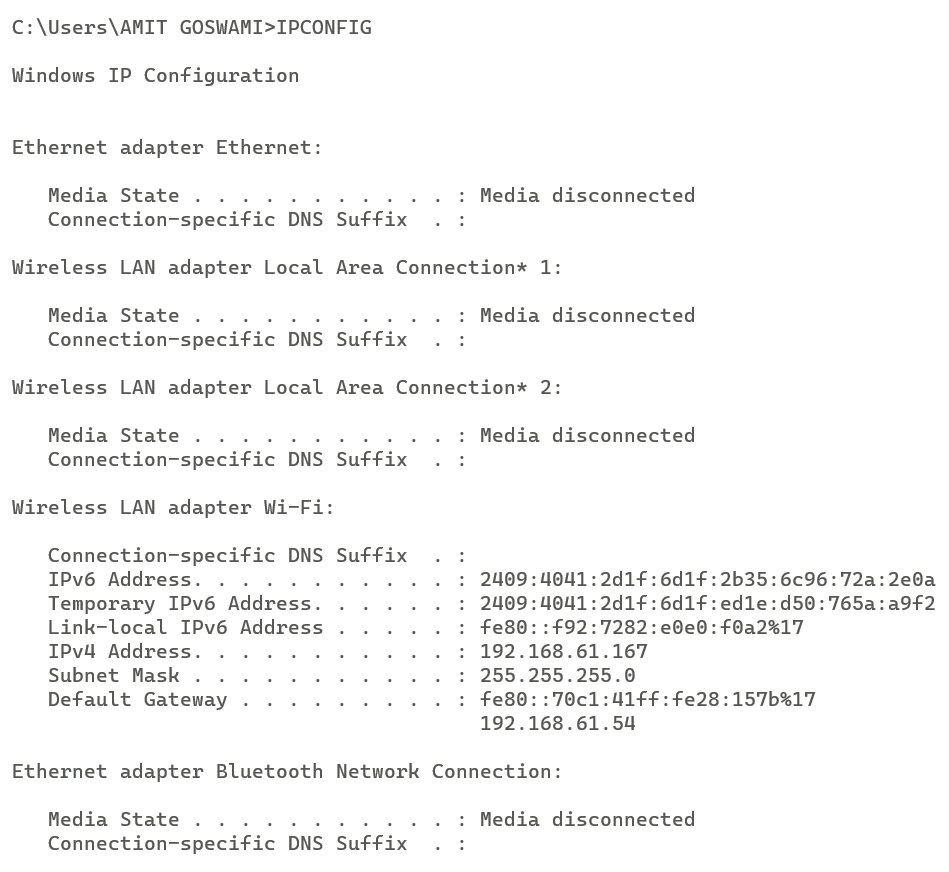 C:\Users\AMIT GOSWAMI>IPCONFIG
Windows IP Configuration
Ethernet adapter Ethernet:
Media State . . . . . . . . . . . : Media disconnected
Connection-specific DNS Suffix  . :
Wireless LAN adapter Local Area Connection* 1:
Media State . . . . . . . . . . . : Media disconnected
Connection-specific DNS Suffix  . :
Wireless LAN adapter Local Area Connection* 2:
Media State . . . . . . . . . . . : Media disconnected
Connection-specific DNS Suffix  . :
Wireless LAN adapter Wi-Fi:
Connection-specific DNS Suffix  . :
IPv6 Address. . . . . . . . . . . : 2409:4041:2d1f:6d1f:2b35:6c96:72a:2e0a
Temporary IPv6 Address. . . . . . : 2409:4041:2d1f:6d1f:ed1e:d50:765a:a9f2
Link-local IPv6 Address . . . . . : fe80::f92:7282:e0e0:f0a2%17
IPv4 Address. . . . . . . . . . . : 192.168.61.167
Subnet Mask . . . . . . . . . . . : 255.255.255.0
Default Gateway . . . . . . . . . : fe80::70c1:41ff:fe28:157b%17
192.168.61.54
Ethernet adapter Bluetooth Network Connection:
Media State . . . . . . . . . . . : Media disconnected
Connection-specific DNS Suffix  . :